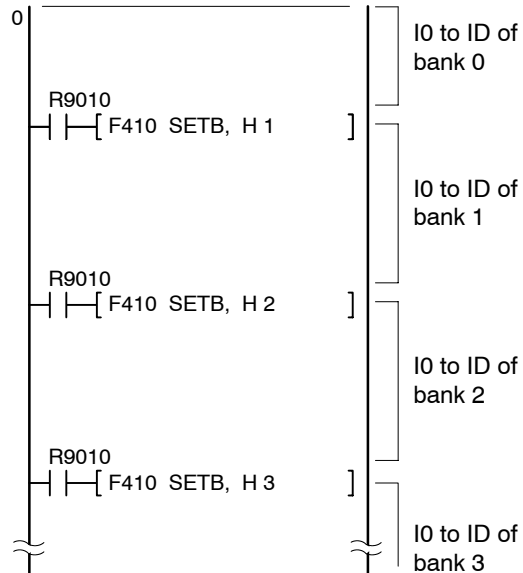 0
I0 to ID of
bank 0
R9010
F410 SETB, H 1
I0 to ID of
bank 1
R9010
F410 SETB, H 2
I0 to ID of
bank 2
R9010
F410 SETB, H 3
I0 to ID of
bank 3